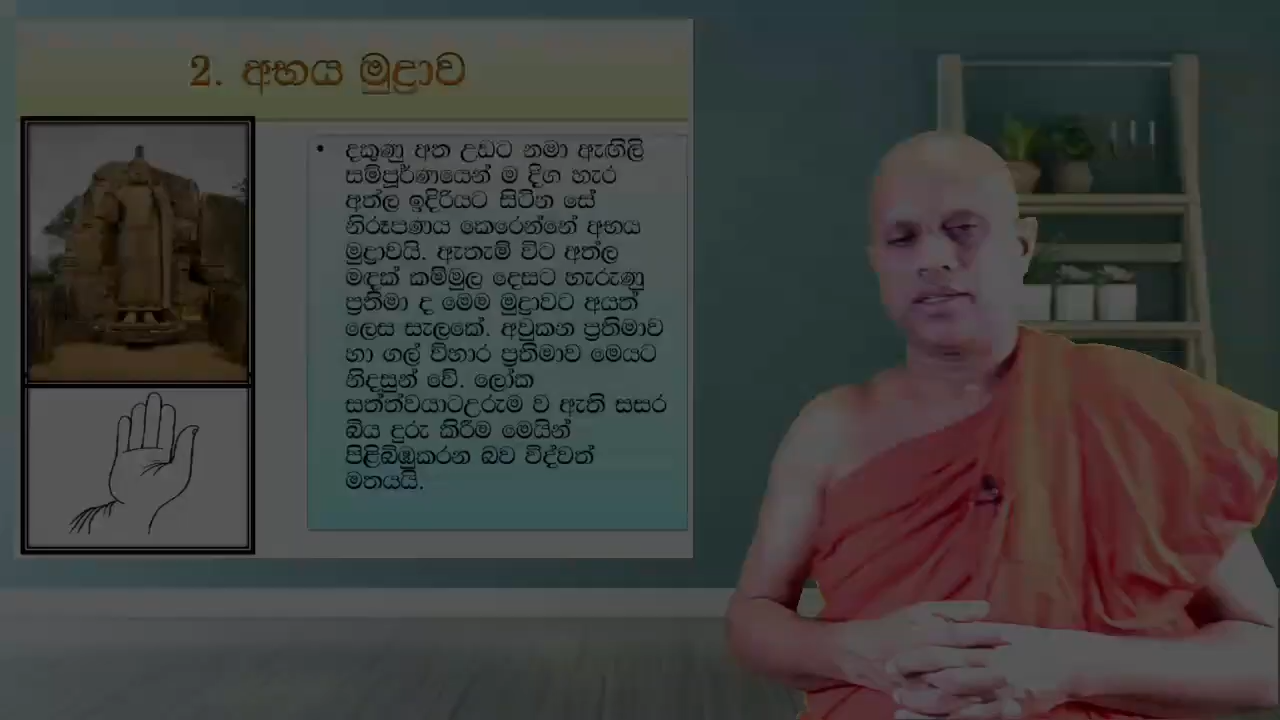 2. අභය මුද්‍රාව
• දකුණු අත උඩට නමා ඇඟිලි
සම්පූර්ණයෙන් ම දිග හැර
අත්ල ඉදිරියට සිටින සේ
නිරූපණය කෙරෙන්නේ අභය
මුද්‍රාවයි. ඇතැම් විට අත්ල
මඳක් කම්මුල දෙසට හැරුණු
ප්‍රතිමා ද මෙම මුද්‍රාවට අයත්
ලෙස සැලකේ. අවුකන ප්‍රතිමාව
හා ගල් විහාර ප්‍රතිමාව මෙයට
නිදසුන් වේ. ලෝක
සත්ත්වයාටඋරුම ව ඇති සසර
බිය දුරු කිරීම මෙයින්
පිළිබිඹුකරන බව විද්වත්
මතයයි.